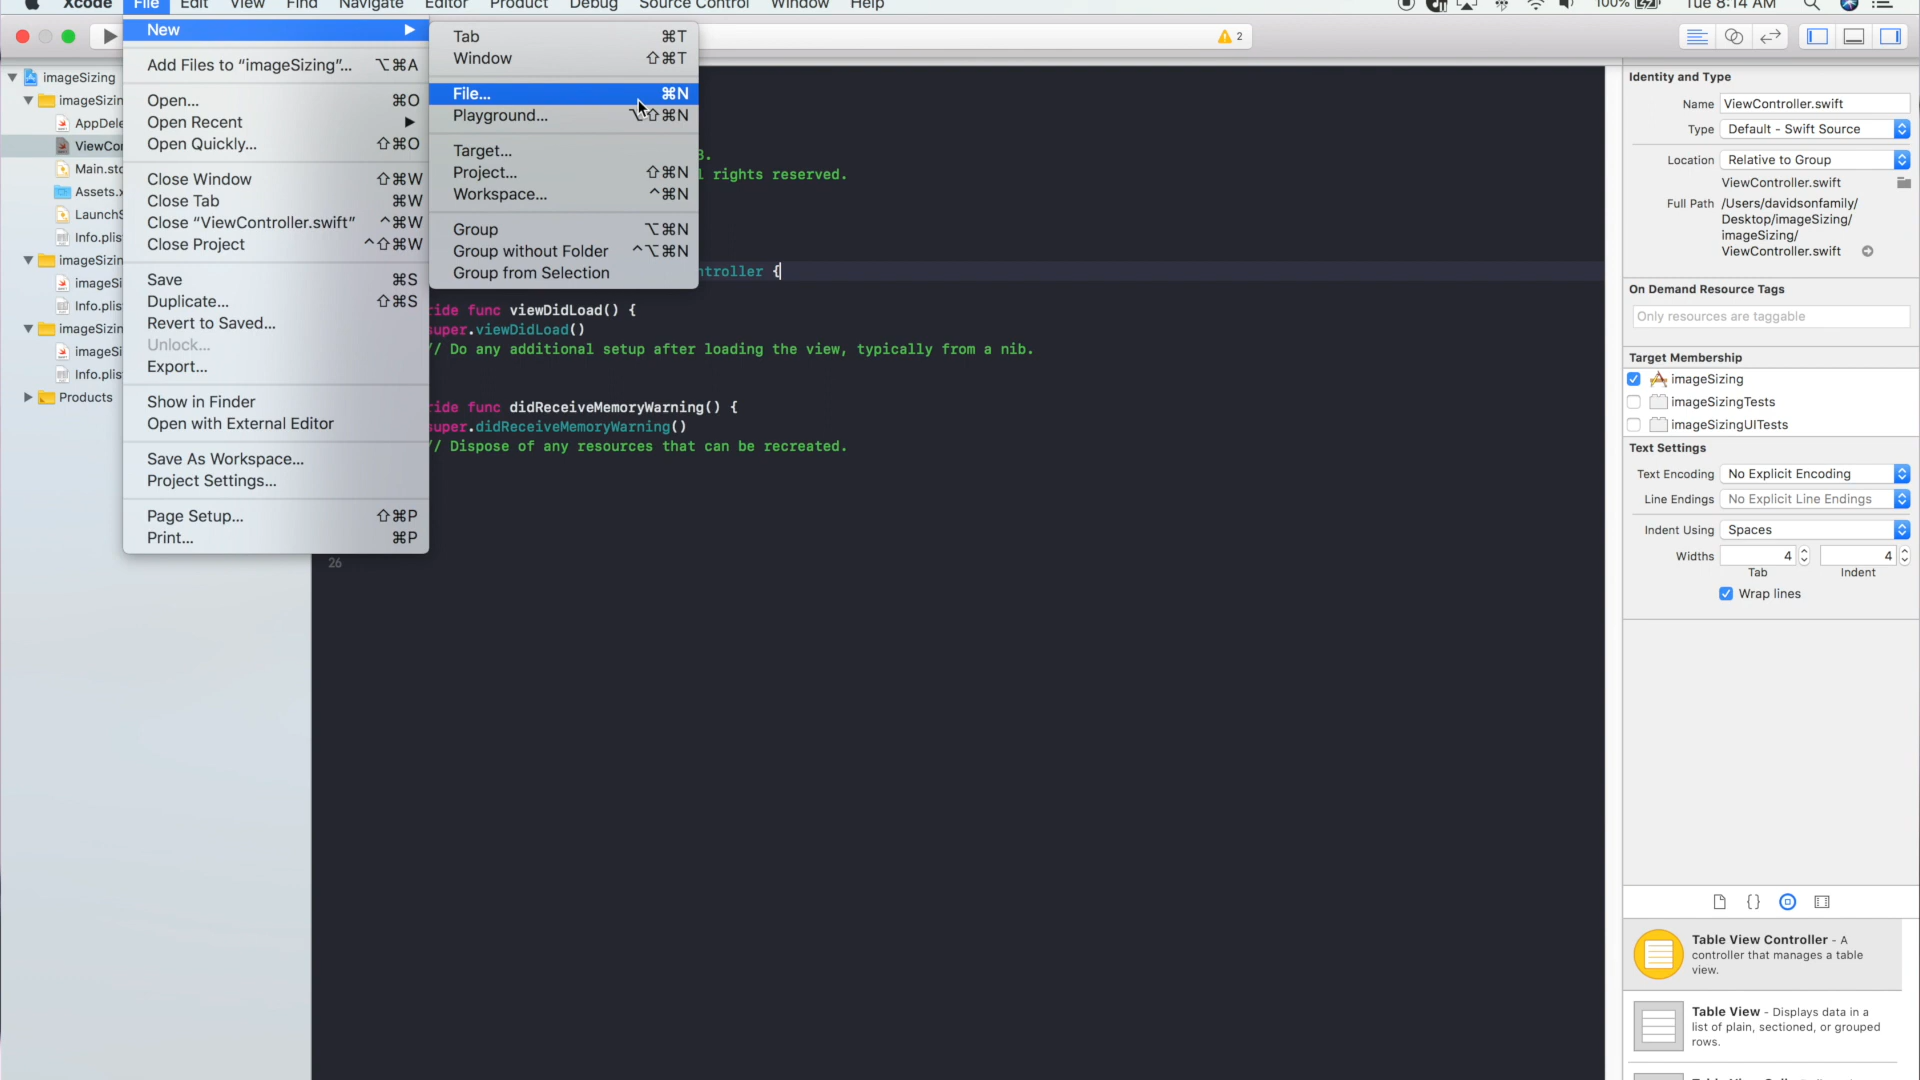 Xcode File Edit View Find Navigate Editor Product Debug Source Control Window Help 100% Tue 8:14 AM
2
New
Add Files to “imageSizing”... ⌥⌘A
Open... ⌘O
Open Recent
Open Quickly... ⇧⌘O
Close Window ⇧⌘W
Close Tab ⌘W
Close “ViewController.swift” ^⌘W
Close Project ^⇧⌘W
Save ⌘S
Duplicate... ⇧⌘S
Revert to Saved...
Unlock...
Export...
Show in Finder
Open with External Editor
Save As Workspace...
Project Settings...
Page Setup... ⇧⌘P
Print... ⌘P
Tab ⌘T
Window ⇧⌘T
File... ⌘N
Playground... ⌥⇧⌘N
Target...
Project... ⇧⌘N
Workspace... ^⌘N
Group ⌥⌘N
Group without Folder ^⌥⌘N
Group from Selection
imageSizing
imageSizin
AppDele
ViewCo
Main.sto
Assets.x
LaunchS
Info.plis
imageSizin
imageSi
Info.plis
imageSizin
imageSi
Info.plis
Products
l rights reserved.
ntroller {
ide func viewDidLoad() {
uper.viewDidLoad()
/ Do any additional setup after loading the view, typically from a nib.
ide func didReceiveMemoryWarning() {
uper.didReceiveMemoryWarning()
/ Dispose of any resources that can be recreated.
26
Identity and Type
Name ViewController.swift
Type Default - Swift Source
Location Relative to Group
ViewController.swift
Full Path /Users/davidsonfamily/
Desktop/imageSizing/
imageSizing/
ViewController.swift
On Demand Resource Tags
Only resources are taggable
Target Membership
imageSizing
imageSizingTests
imageSizingUITests
Text Settings
Text Encoding No Explicit Encoding
Line Endings No Explicit Line Endings
Indent Using Spaces
Widths 4 4
Tab Indent
Wrap lines
{}
Table View Controller - A
controller that manages a table
view.
Table View - Displays data in a
list of plain, sectioned, or grouped
rows.